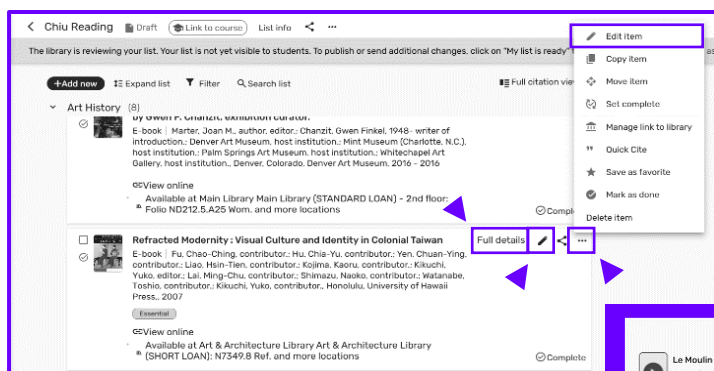 Chiu Reading Draft Link to course List info
The library is reviewing your list. Your list is not yet visible to students. To publish or send additional changes, click on "My list is ready"
+Add new Expand list Filter Search list Full citation view
Art History (8)
by Gwen F. Chanzit, exhibition curator.
E-book | Marter, Joan M., author, editor.; Chanzit, Gwen Finkel, 1948- writer of
introduction.; Denver Art Museum, host institution.; Mint Museum (Charlotte, N.C.),
host institution.; Palm Springs Art Museum, host institution.; Whitechapel Art
Gallery, host institution., Denver, Colorado, Denver Art Museum, 2016 - 2016
View online
Available at Main Library Main Library (STANDARD LOAN) - 2nd floor:
Folio ND212.5.A25 Wom. and more locations
Refracted Modernity : Visual Culture and Identity in Colonial Taiwan
Full details
E-book | Fu, Chao-Ching, contributor.; Hu, Chia-Yu, contributor.; Yen, Chuan-Ying,
contributor.; Liao, Hsin-Tien, contributor.; Kojima, Kaoru, contributor.; Kikuchi,
Yuko, editor.; Lai, Ming-Chu, contributor.; Shimazu, Naoko, contributor.; Watanabe,
Toshio, contributor.; Kikuchi, Yuko, contributor., Honolulu, University of Hawaii
Press., 2007
Essential
View online
Available at Art & Architecture Library Art & Architecture Library
(SHORT LOAN): N7349.8 Ref. and more locations
Complete
Edit item
Copy item
Move item
Set complete
Manage link to library
Quick Cite
Save as favorite
Mark as done
Delete item
Le Moulin